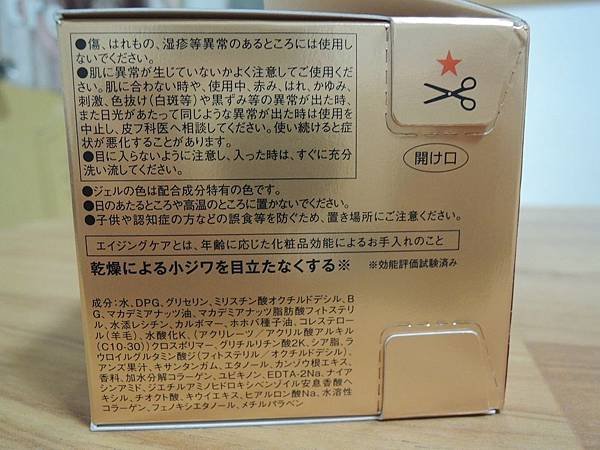 ●傷、はれもの、湿疹等異常のあるところには使用し
ないでください。
●肌に異常が生じていないかよく注意してご使用くだ
さい。肌に合わない時や、使用中、赤み、はれ、かゆみ、
刺激、色抜け(白斑等)や黒ずみ等の異常が出た時、
また日光があたって同じような異常が出た時は使用を
中止し、皮フ科医へ相談してください。使い続けると症
状が悪化することがあります。
●目に入らないように注意し、入った時は、すぐに充分
洗い流してください。
開け口
●ジェルの色は配合成分特有の色です。
●日のあたるところや高温のところに置かないでください。
●子供や認知症の方などの誤食等を防ぐため、置き場所にご注意ください。
エイジングケアとは、年齢に応じた化粧品効能によるお手入れのこと
乾燥による小ジワを目立たなくする※ ※効能評価試験済み
成分:水、DPG、グリセリン、ミリスチン酸オクチルドデシル、B
G、マカデミアナッツ油、マカデミアナッツ脂肪酸フィトステリ
ル、水添レシチン、カルボマー、ホホバ種子油、コレステロー
ル(羊毛)、水酸化K、(アクリレーツ/アクリル酸アルキル
(C10-30))クロスポリマー、グリチルリチン酸2K、シア脂、ラ
ウロイルグルタミン酸ジ(フィトステリル/オクチルドデシル)、
アンズ果汁、キサンタンガム、エタノール、カンゾウ根エキス、
香料、加水分解コラーゲン、ユビキノン、EDTA-2Na、ナイア
シンアミド、ジエチルアミノヒドロキシベンゾイル安息香酸ヘ
キシル、チオクト酸、キウイエキス、ヒアルロン酸Na、水溶性
コラーゲン、フェノキシエタノール、メチルパラベン